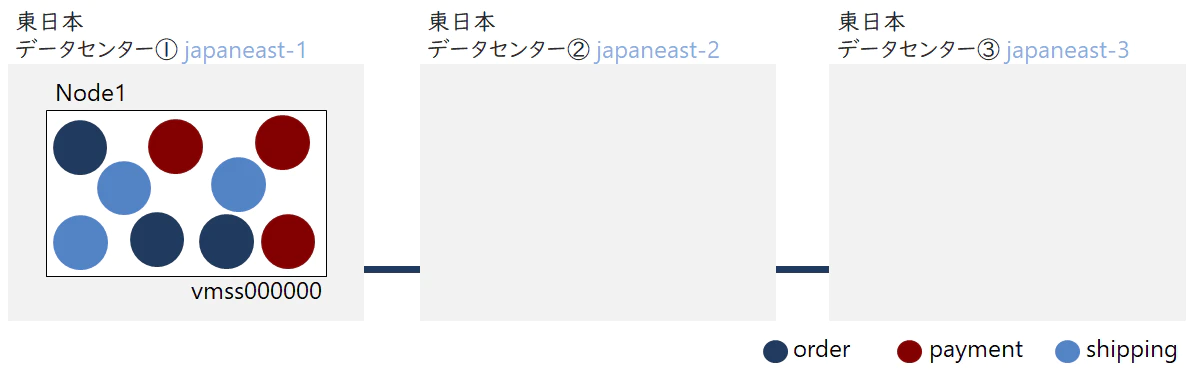 東日本
データセンター① japaneast-1
東日本
データセンター② japaneast-2
東日本
データセンター③ japaneast-3
Node1
vmss000000
order
payment
shipping